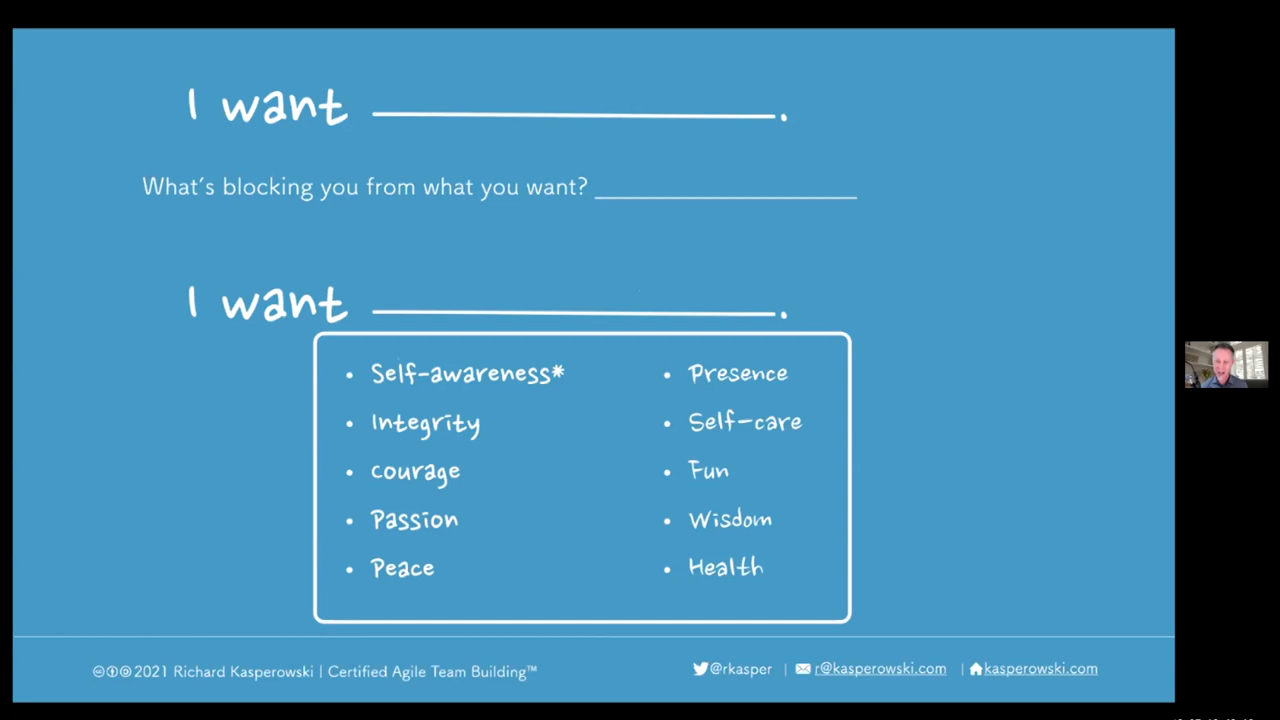 I want ____________________.
What's blocking you from what you want? ____________________
I want ____________________.
• Self-awareness*
• Integrity
• courage
• Passion
• Peace
• Presence
• Self-care
• Fun
• Wisdom
• Health
2021 Richard Kasperowski | Certified Agile Team Building™
@rkasper | r@kasperowski.com | kasperowski.com